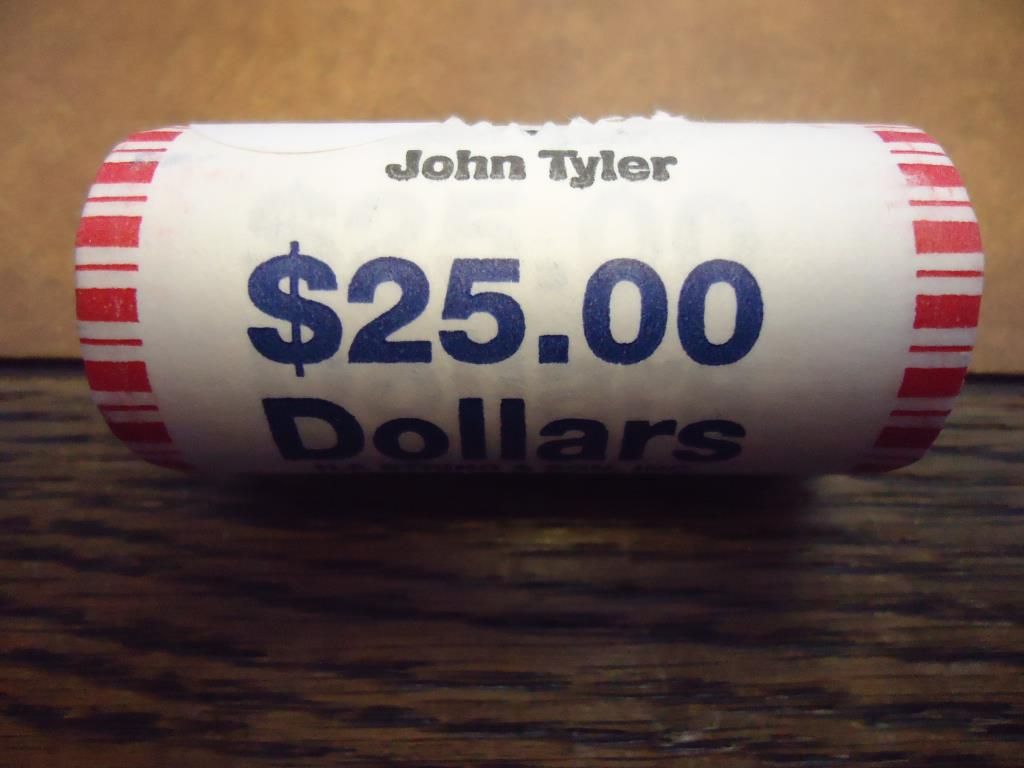 John Tyler
$25.00
Dollars